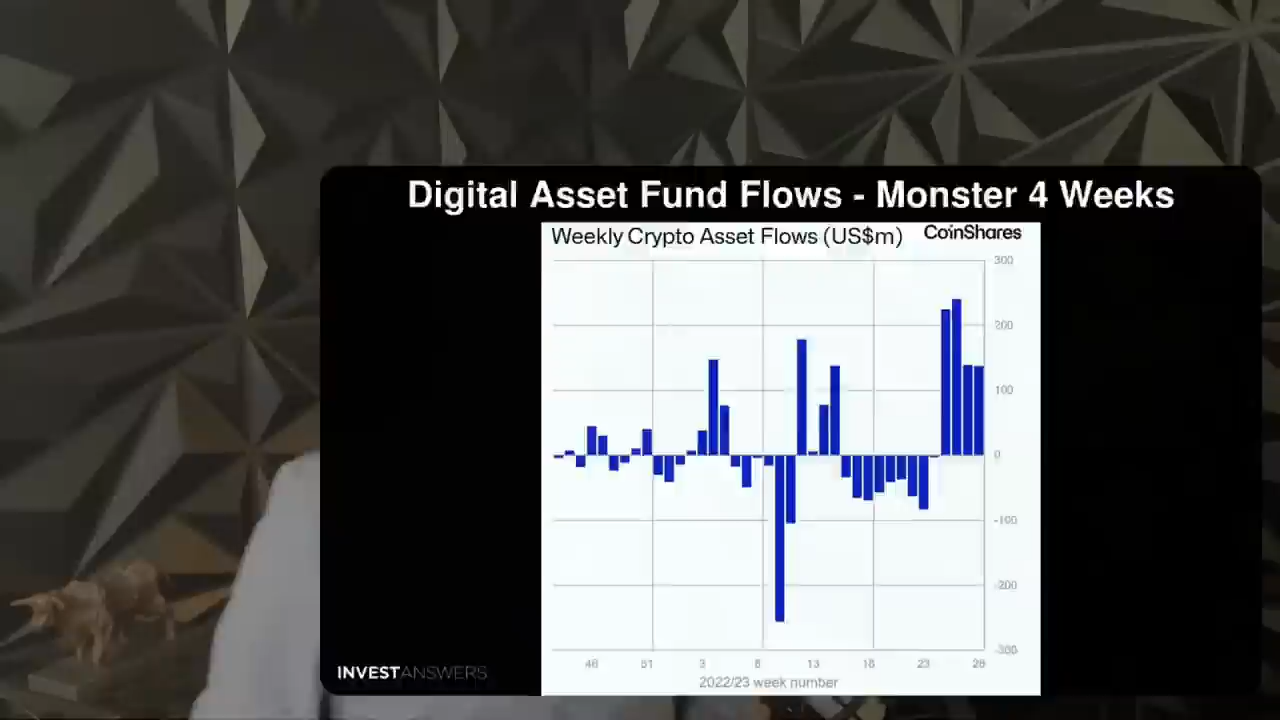 Digital Asset Fund Flows - Monster 4 Weeks
Weekly Crypto Asset Flows (US$m)
CoinShares
300
200
100
0
-100
-200
-300
46 51 3 8 13 18 23 28
2022/23 week number
INVESTANSWERS